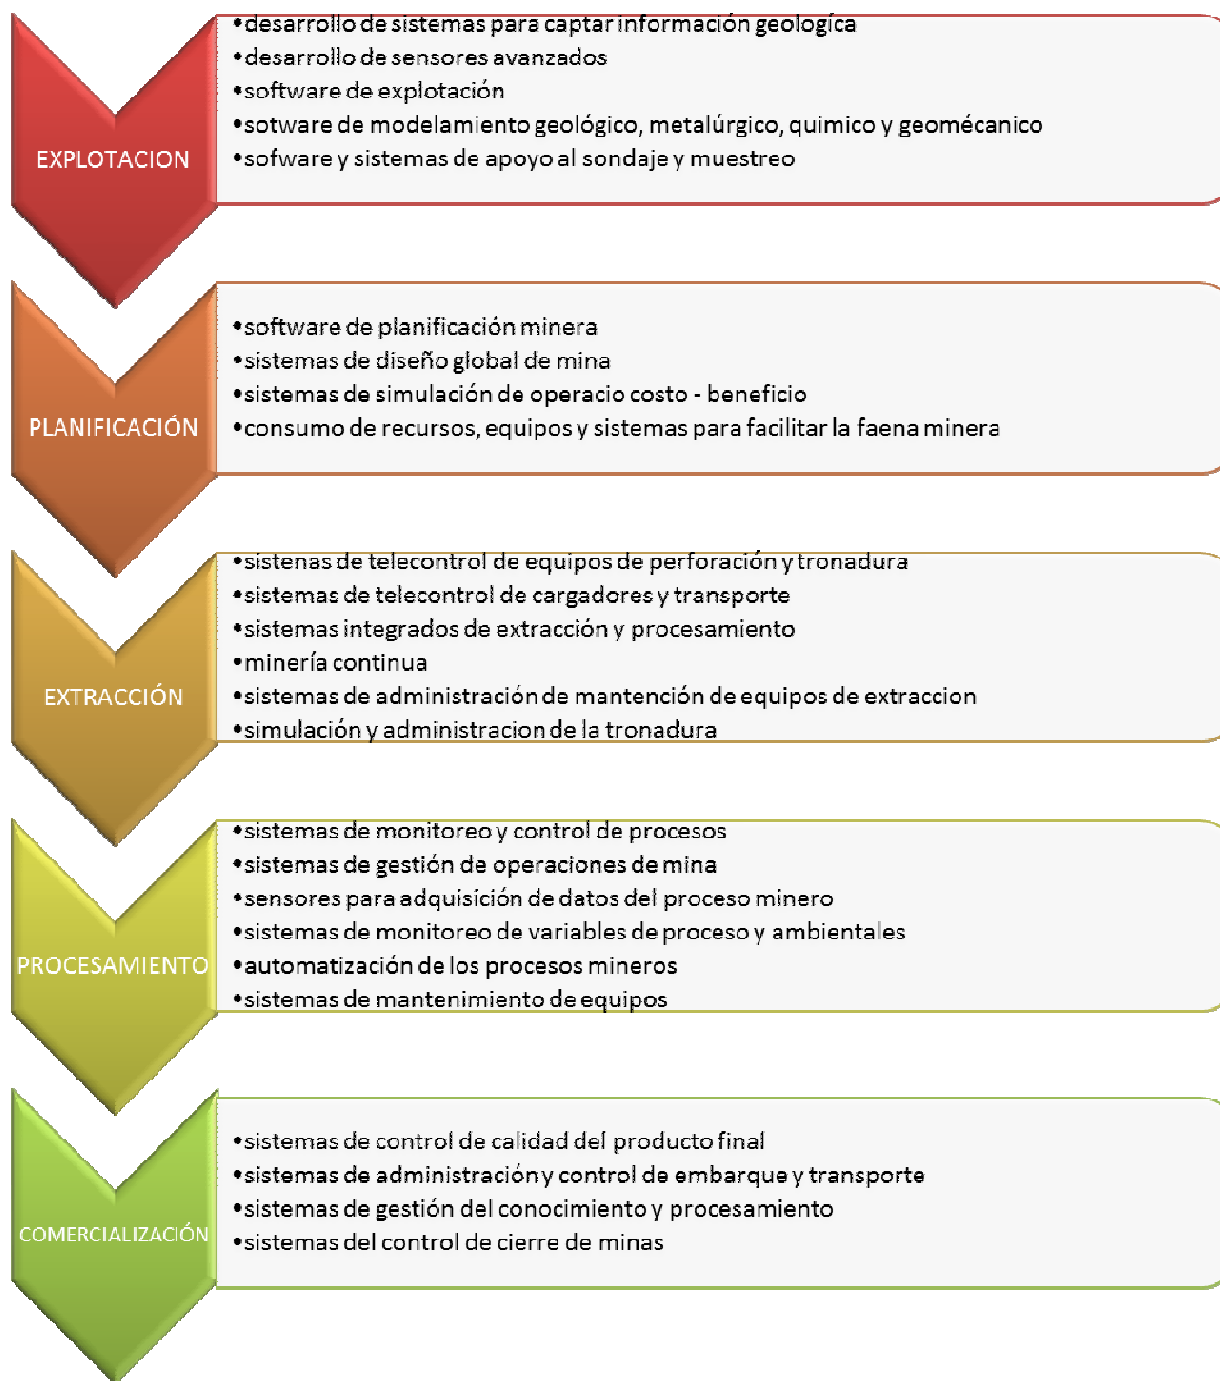 EXPLOTACION
•desarrollo de sistemas para captar información geologíca
•desarrollo de sensores avanzados
•software de explotación
•sotware de modelamiento geológico, metalúrgico, quimico y geomécanico
•sofware y sistemas de apoyo al sondaje y muestreo
PLANIFICACIÓN
•software de planificación minera
•sistemas de diseño global de mina
•sistemas de simulación de operacio costo - beneficio
•consumo de recursos, equipos y sistemas para facilitar la faena minera
EXTRACCIÓN
•sistenas de telecontrol de equipos de perforación y tronadura
•sistemas de telecontrol de cargadores y transporte
•sistemas integrados de extracción y procesamiento
•minería continua
•sistemas de administración de mantención de equipos de extraccion
•simulación y administracion de la tronadura
PROCESAMIENTO
•sistemas de monitoreo y control de procesos
•sistemas de gestión de operaciones de mina
•sensores para adquisición de datos del proceso minero
•sistemas de monitoreo de variables de proceso y ambientales
•automatización de los procesos mineros
•sistemas de mantenimiento de equipos
COMERCIALIZACIÓN
•sistemas de control de calidad del producto final
•sistemas de administración y control de embarque y transporte
•sistemas de gestión del conocimiento y procesamiento
•sistemas del control de cierre de minas